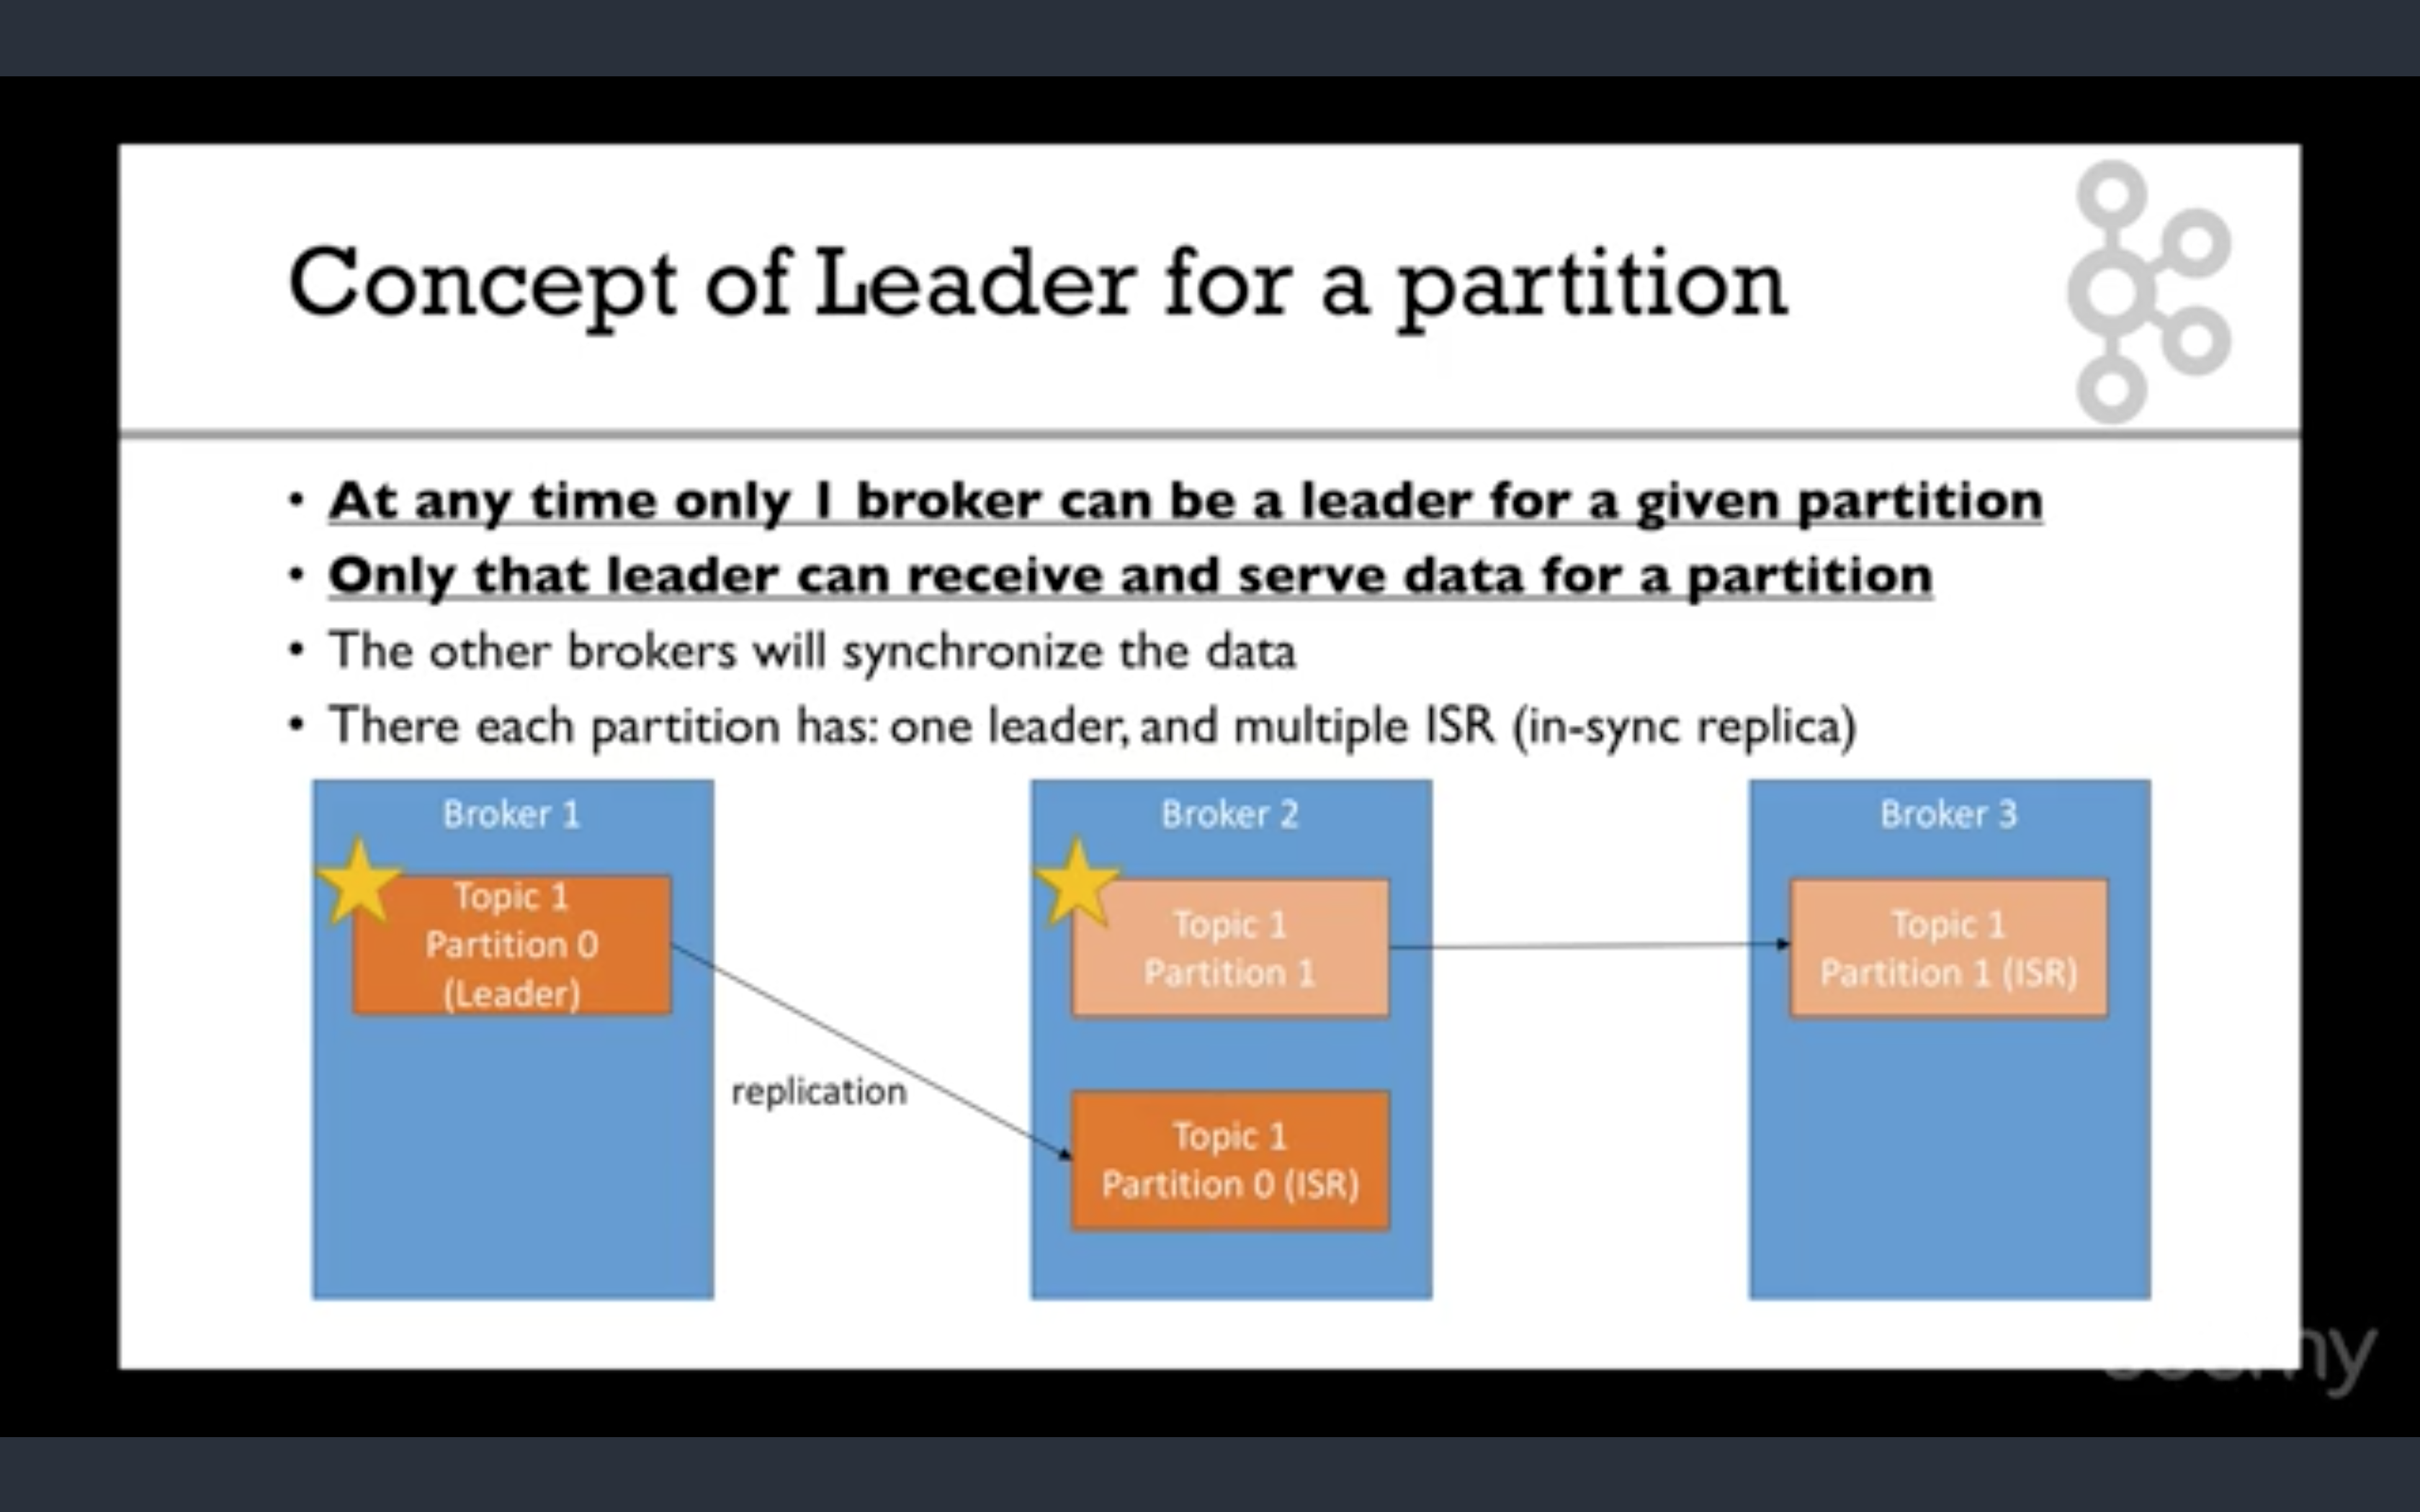 Concept of Leader for a partition
• At any time only 1 broker can be a leader for a given partition
• Only that leader can receive and serve data for a partition
• The other brokers will synchronize the data
• There each partition has: one leader, and multiple ISR (in-sync replica)
Broker 1
Topic 1
Partition 0
(Leader)
replication
Broker 2
Topic 1
Partition 1
Topic 1
Partition 0 (ISR)
Broker 3
Topic 1
Partition 1 (ISR)